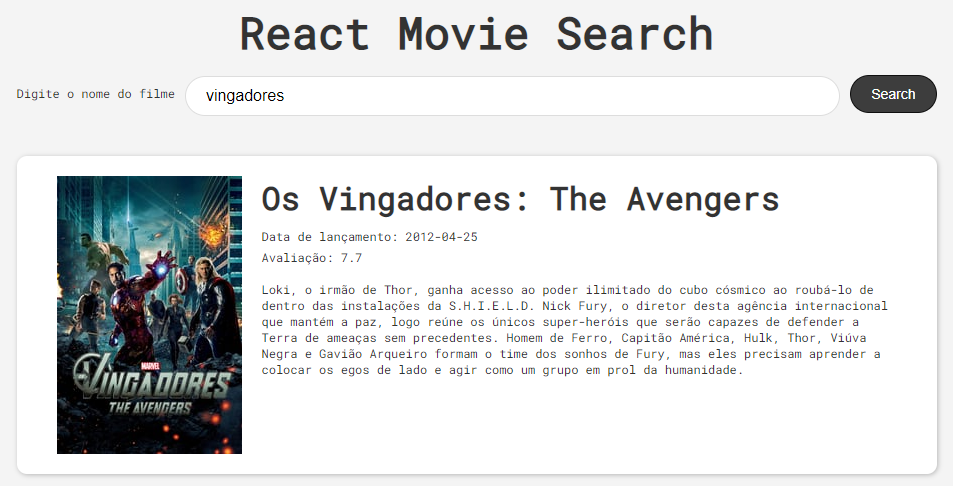 React Movie Search
Digite o nome do filme
vingadores
Search
MARVEL
VINGADORES
THE AVENGERS
Os Vingadores: The Avengers
Data de lançamento: 2012-04-25
Avaliação: 7.7
Loki, o irmão de Thor, ganha acesso ao poder ilimitado do cubo cósmico ao roubá-lo de
dentro das instalações da S.H.I.E.L.D. Nick Fury, o diretor desta agência internacional
que mantém a paz, logo reúne os únicos super-heróis que serão capazes de defender a
Terra de ameaças sem precedentes. Homem de Ferro, Capitão América, Hulk, Thor, Viúva
Negra e Gavião Arqueiro formam o time dos sonhos de Fury, mas eles precisam aprender a
colocar os egos de lado e agir como um grupo em prol da humanidade.